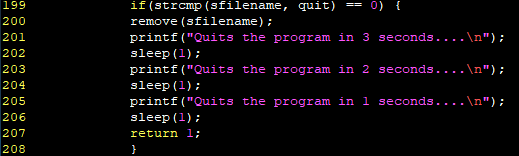 199 if(strcmp(sfilename, quit) == 0) {
200 remove(sfilename);
201 printf("Quits the program in 3 seconds....\n");
202 sleep(1);
203 printf("Quits the program in 2 seconds....\n");
204 sleep(1);
205 printf("Quits the program in 1 seconds....\n");
206 sleep(1);
207 return 1;
208 }